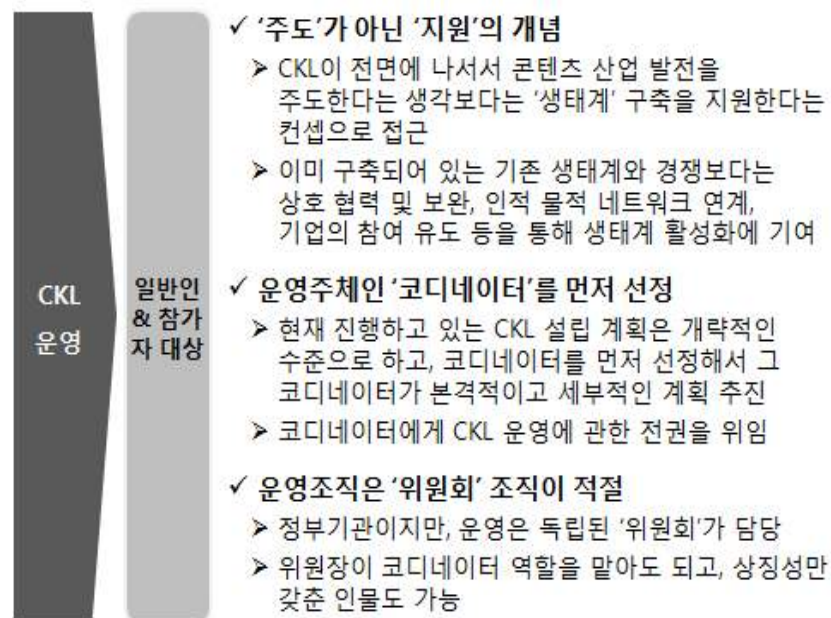 CKL
운영
일반인
& 참가
자 대상
✓ '주도'가 아닌 '지원'의 개념
➢ CKL이 전면에 나서서 콘텐츠 산업 발전을
주도한다는 생각보다는 '생태계' 구축을 지원한다는
컨셉으로 접근
➢ 이미 구축되어 있는 기존 생태계와 경쟁보다는
상호 협력 및 보완, 인적 물적 네트워크 연계,
기업의 참여 유도 등을 통해 생태계 활성화에 기여
✓ 운영주체인 '코디네이터'를 먼저 선정
➢ 현재 진행하고 있는 CKL 설립 계획은 개략적인
수준으로 하고, 코디네이터를 먼저 선정해서 그
코디네이터가 본격적이고 세부적인 계획 추진
➢ 코디네이터에게 CKL 운영에 관한 전권을 위임
✓ 운영조직은 '위원회' 조직이 적절
➢ 정부기관이지만, 운영은 독립된 '위원회'가 담당
➢ 위원장이 코디네이터 역할을 맡아도 되고, 상징성만
갖춘 인물도 가능